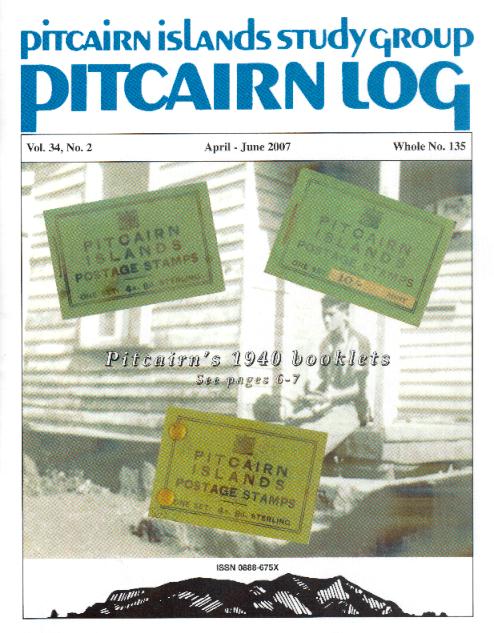 pitcairn islands study group
PITCAIRN LOG
Vol. 34, No. 2 April - June 2007 Whole No. 135
PITCAIRN
ISLANDS
POSTAGE STAMPS
ONE SET: 4s. 8d. STERLING
PITCAIRN
ISLANDS
POSTAGE STAMPS
ONE SET:
Pitcairn's 1940 booklets
See pages 6-7
PITCAIRN
ISLANDS
POSTAGE STAMPS
ONE SET: 4s. 8d. STERLING
ISSN 0888-675X